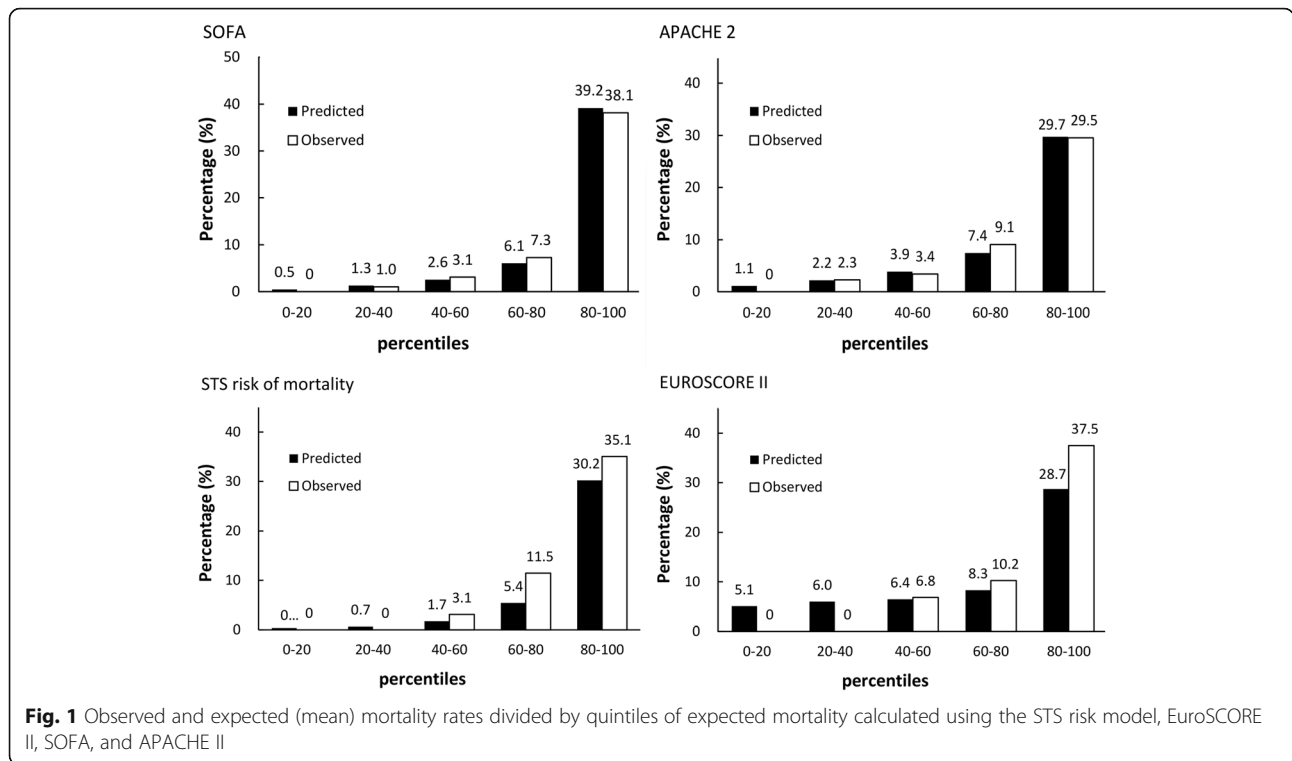 SOFA
50
40
30
20
10
0
Percentage (%)
Predicted
Observed
0.5 0
1.3 1.0
2.6 3.1
6.1 7.3
39.2 38.1
0-20 20-40 40-60 60-80 80-100
percentiles
APACHE 2
40
30
20
10
0
Percentage (%)
Predicted
Observed
1.1 0
2.2 2.3
3.9 3.4
7.4 9.1
29.7 29.5
0-20 20-40 40-60 60-80 80-100
percentiles
STS risk of mortality
40
30
20
10
0
Percentage (%)
Predicted
Observed
0... 0
0.7 0
1.7 3.1
5.4 11.5
30.2 35.1
0-20 20-40 40-60 60-80 80-100
percentiles
EUROSCORE II
40
30
20
10
0
Percentage (%)
Predicted
Observed
5.1 0
6.0 0
6.4 6.8
8.3 10.2
28.7 37.5
0-20 20-40 40-60 60-80 80-100
percentiles
Fig. 1 Observed and expected (mean) mortality rates divided by quintiles of expected mortality calculated using the STS risk model, EuroSCORE
II, SOFA, and APACHE II